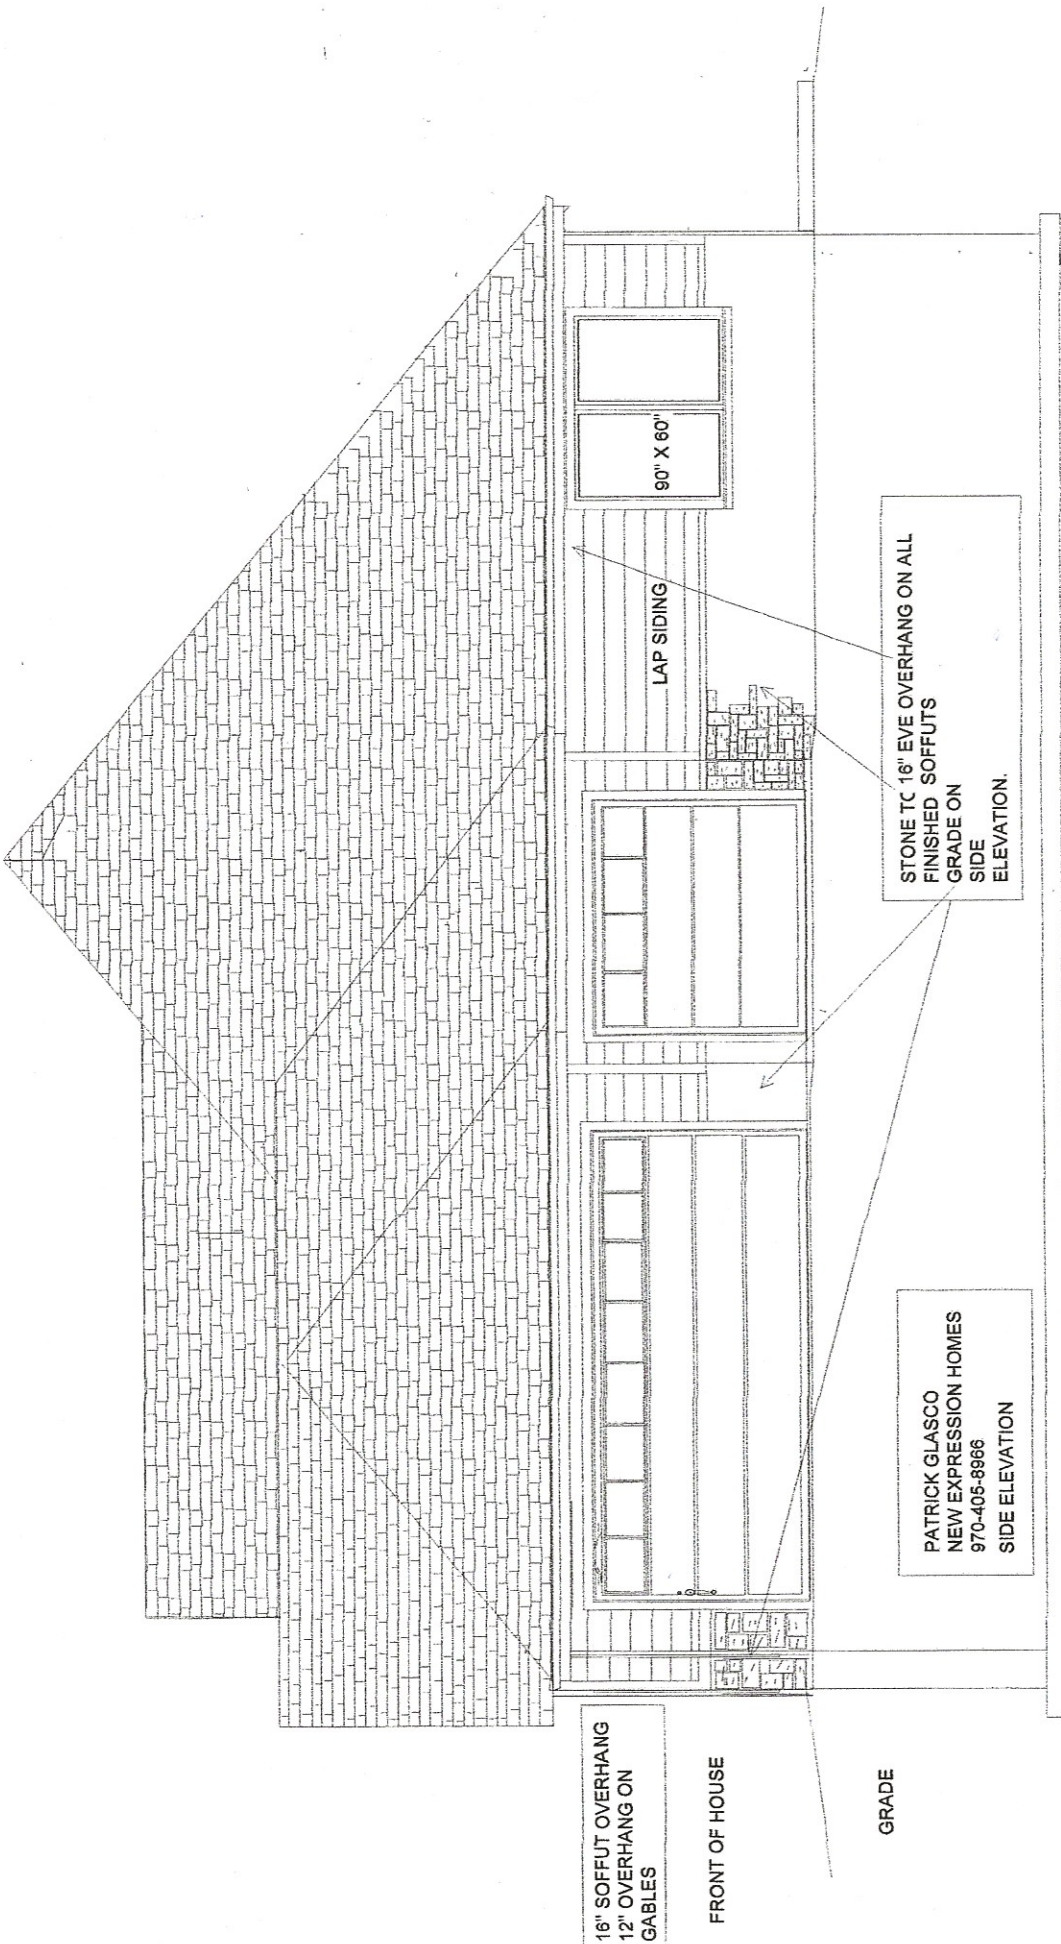 16" SOFFUT OVERHANG
12" OVERHANG ON
GABLES
FRONT OF HOUSE
GRADE
PATRICK GLASCO
NEW EXPRESSION HOMES
970-405-8966
SIDE ELEVATION
LAP SIDING
90" X 60"
STONE TC 16" EVE OVERHANG ON ALL
FINISHED SOFFUTS
GRADE ON
SIDE
ELEVATION.